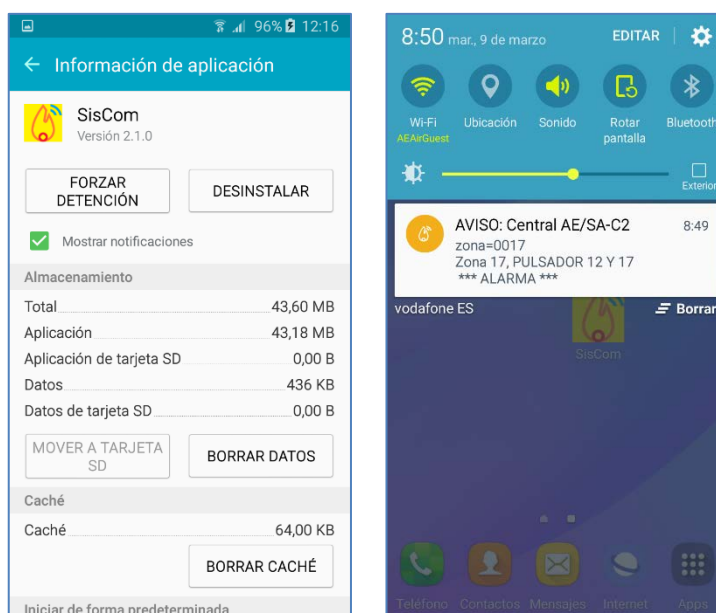 96% 12:16
Información de aplicación
SisCom
Versión 2.1.0
FORZAR
DETENCIÓN
DESINSTALAR
Mostrar notificaciones
Almacenamiento
Total 43,60 MB
Aplicación 43,18 MB
Aplicación de tarjeta SD 0,00 B
Datos 436 KB
Datos de tarjeta SD 0,00 B
MOVER A TARJETA
SD
BORRAR DATOS
Caché
Caché 64,00 KB
BORRAR CACHÉ
Iniciar de forma predeterminada
8:50 mar., 9 de marzo EDITAR
Wi-Fi Ubicación Sonido Rotar Bluetooth
AEAirGuest pantalla
Exterior
AVISO: Central AE/SA-C2 8:49
zona=0017
Zona 17, PULSADOR 12 Y 17
*** ALARMA ***
vodafone ES Borrar
SisCom
Teléfono Contactos Mensajes Internet Apps